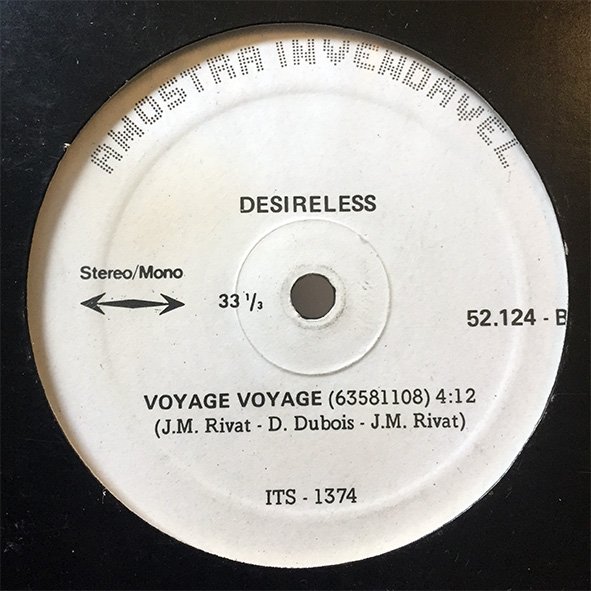 AMOSTRA INVENDÁVEL
DESIRELESS
Stereo/Mono
33 1/3
52.124 - B
VOYAGE VOYAGE (63581108) 4:12
(J.M. Rivat - D. Dubois - J.M. Rivat)
ITS - 1374